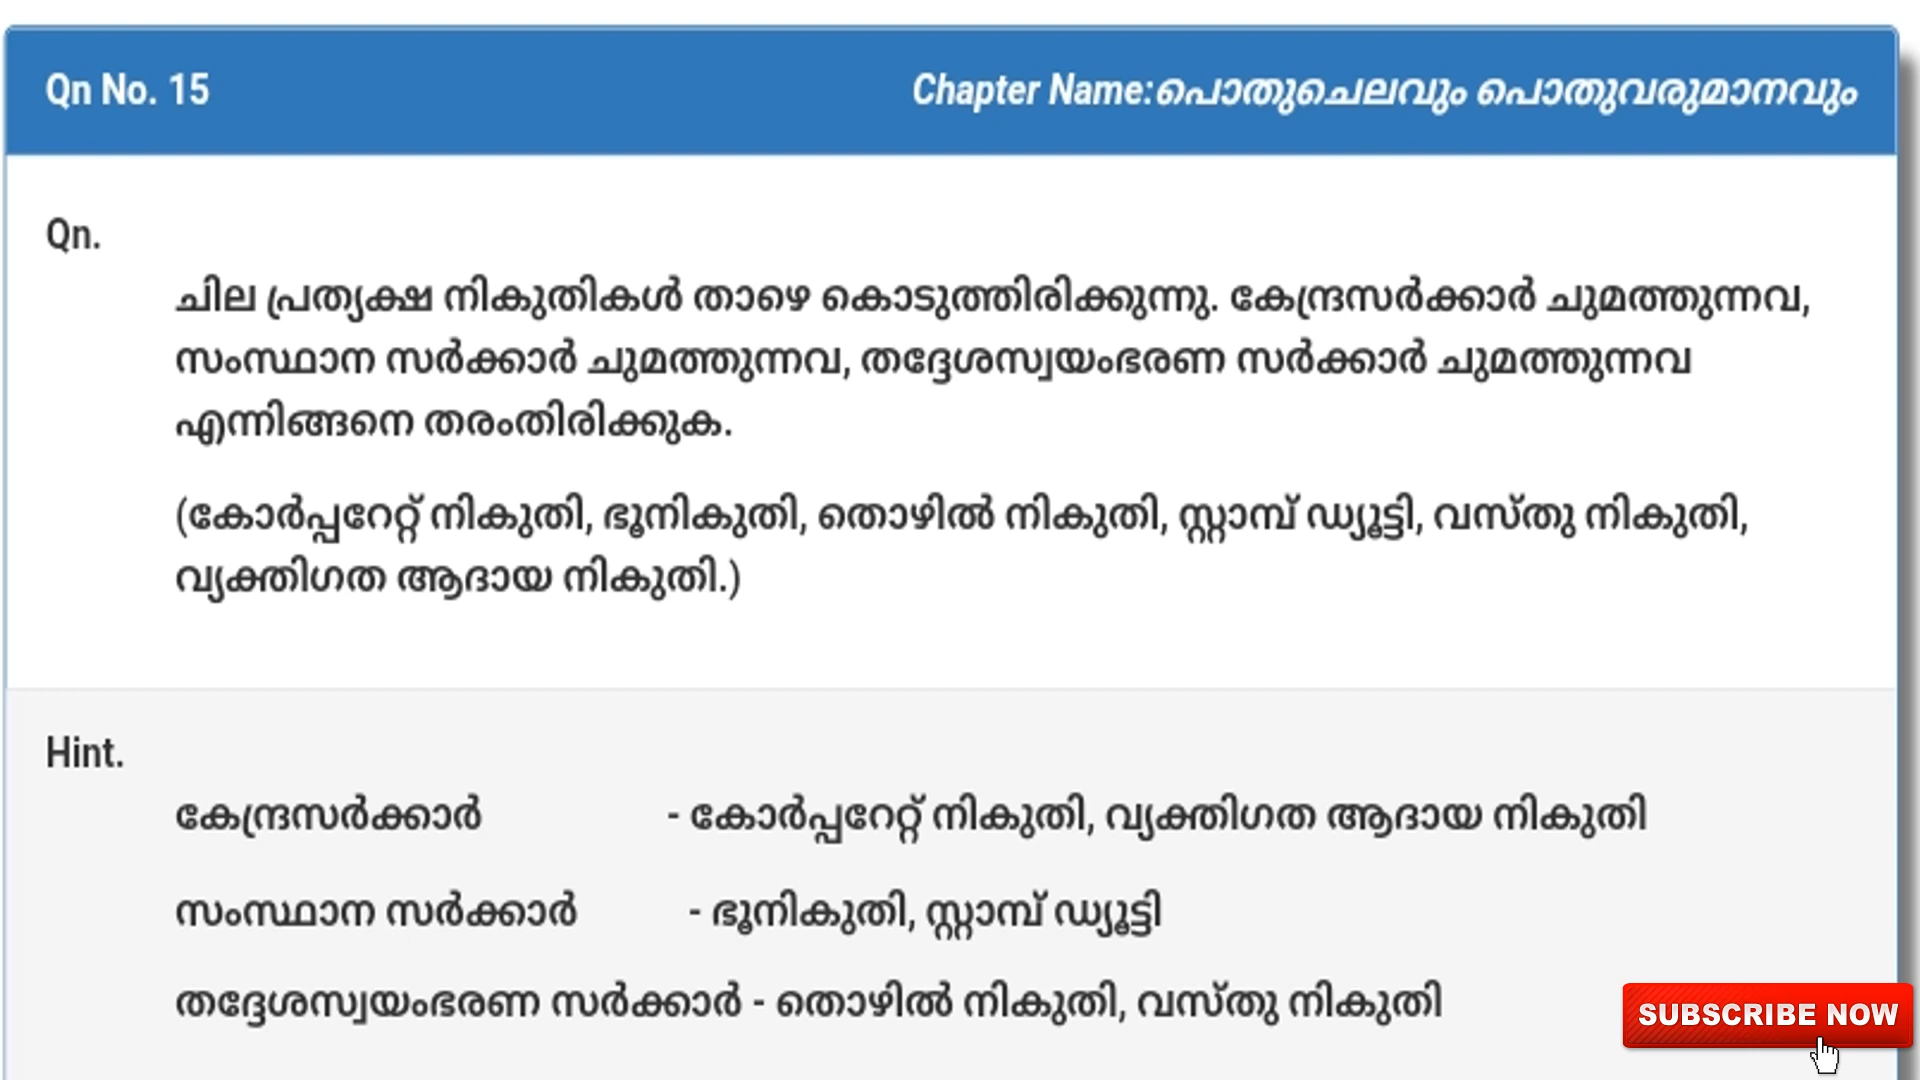 Qn No. 15
Chapter Name:പൊതുചെലവും പൊതുവരുമാനവും
Qn.
ചില പ്രത്യക്ഷ നികുതികൾ താഴെ കൊടുത്തിരിക്കുന്നു. കേന്ദ്രസർക്കാർ ചുമത്തുന്നവ,
സംസ്ഥാന സർക്കാർ ചുമത്തുന്നവ, തദ്ദേശസ്വയംഭരണ സർക്കാർ ചുമത്തുന്നവ
എന്നിങ്ങനെ തരംതിരിക്കുക.
(കോർപ്പറേറ്റ് നികുതി, ഭൂനികുതി, തൊഴിൽ നികുതി, സ്റ്റാമ്പ് ഡ്യൂട്ടി, വസ്തു നികുതി,
വ്യക്തിഗത ആദായ നികുതി.)
Hint.
കേന്ദ്രസർക്കാർ - കോർപ്പറേറ്റ് നികുതി, വ്യക്തിഗത ആദായ നികുതി
സംസ്ഥാന സർക്കാർ - ഭൂനികുതി, സ്റ്റാമ്പ് ഡ്യൂട്ടി
തദ്ദേശസ്വയംഭരണ സർക്കാർ - തൊഴിൽ നികുതി, വസ്തു നികുതി
SUBSCRIBE NOW